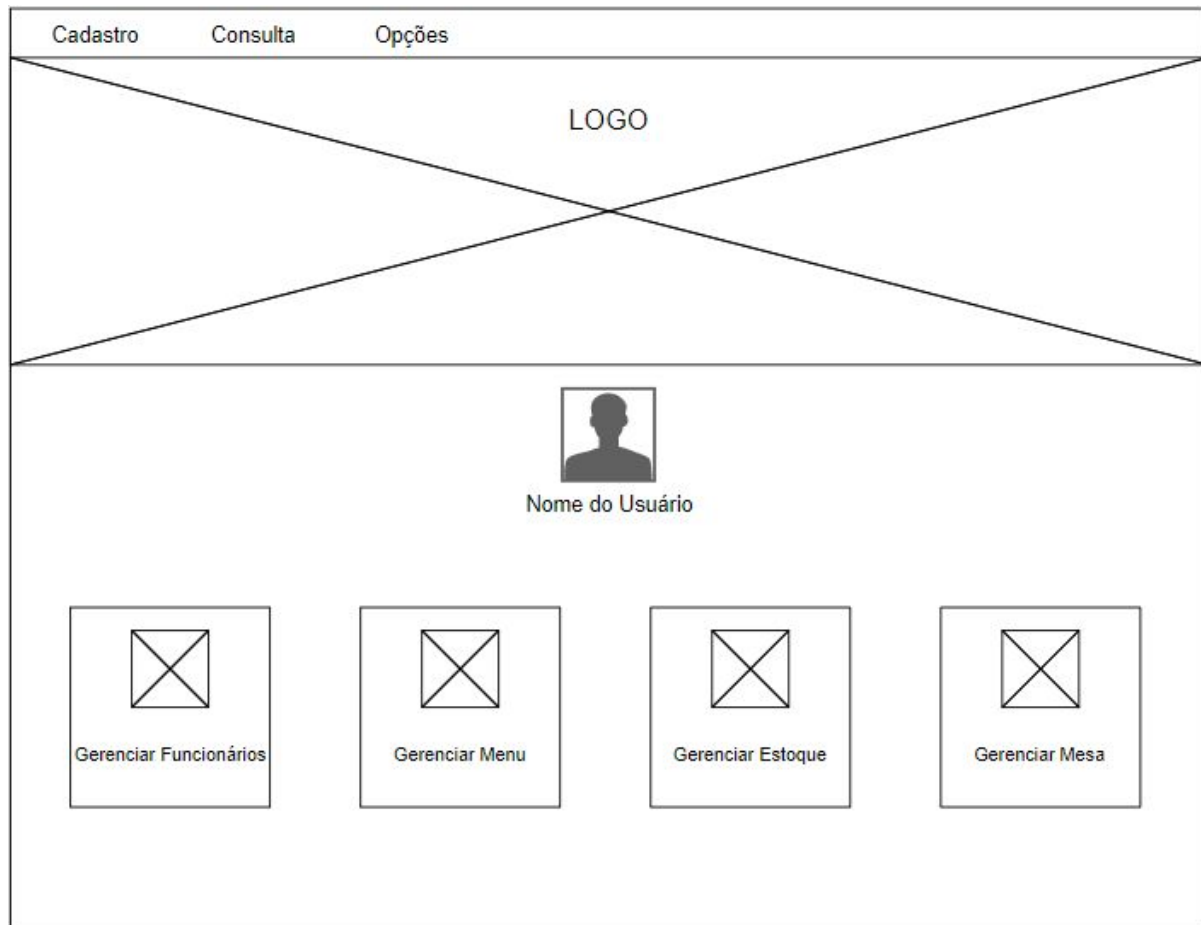 Cadastro Consulta Opções
LOGO
Nome do Usuário
Gerenciar Funcionários
Gerenciar Menu
Gerenciar Estoque
Gerenciar Mesa